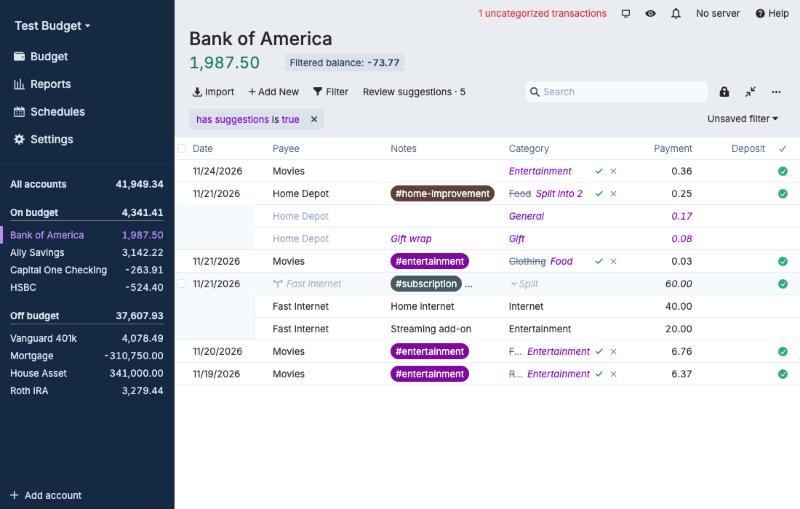 Test Budget
Budget
Reports
Schedules
Settings
All accounts 41,949.34
On budget 4,341.41
Bank of America 1,987.50
Ally Savings 3,142.22
Capital One Checking -263.91
HSBC -524.40
Off budget 37,607.93
Vanguard 401k 4,078.49
Mortgage -310,750.00
House Asset 341,000.00
Roth IRA 3,279.44
+ Add account
1 uncategorized transactions No server Help
Bank of America
1,987.50 Filtered balance: -73.77
Import + Add New Filter Review suggestions · 5 Search ...
has suggestions is true × Unsaved filter
Date Payee Notes Category Payment Deposit ✓
11/24/2026 Movies Entertainment ✓ × 0.36
11/21/2026 Home Depot #home-improvement Food Split into 2 ✓ × 0.25
Home Depot General 0.17
Home Depot Gift wrap Gift 0.08
11/21/2026 Movies #entertainment Clothing Food ✓ × 0.03
11/21/2026 Fast Internet #subscription ... Split 60.00
Fast Internet Home internet Internet 40.00
Fast Internet Streaming add-on Entertainment 20.00
11/20/2026 Movies #entertainment F... Entertainment ✓ × 6.76
11/19/2026 Movies #entertainment R... Entertainment ✓ × 6.37